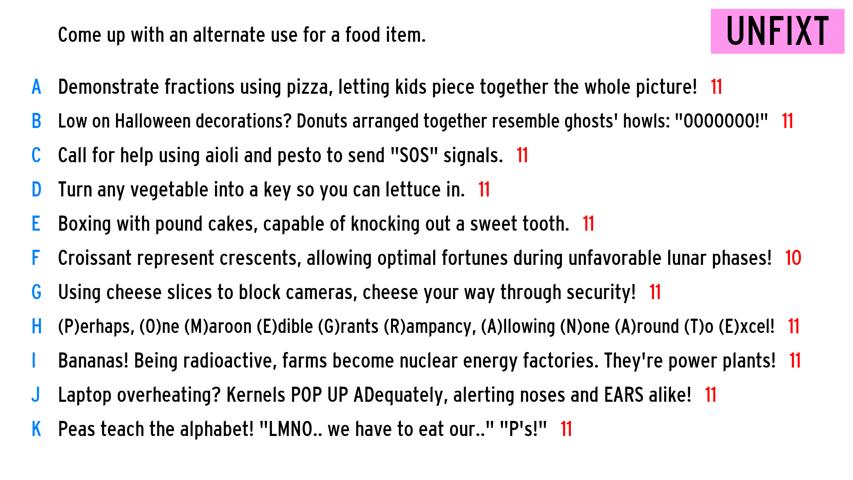 Come up with an alternate use for a food item.
UNFIXT
A Demonstrate fractions using pizza, letting kids piece together the whole picture! 11
B Low on Halloween decorations? Donuts arranged together resemble ghosts' howls: "OOOOOOO!" 11
C Call for help using aioli and pesto to send "SOS" signals. 11
D Turn any vegetable into a key so you can lettuce in. 11
E Boxing with pound cakes, capable of knocking out a sweet tooth. 11
F Croissant represent crescents, allowing optimal fortunes during unfavorable lunar phases! 10
G Using cheese slices to block cameras, cheese your way through security! 11
H (P)erhaps, (O)ne (M)aroon (E)dible (G)rants (R)ampancy, (A)llowing (N)one (A)round (T)o (E)xcel! 11
I Bananas! Being radioactive, farms become nuclear energy factories. They're power plants! 11
J Laptop overheating? Kernels POP UP ADequately, alerting noses and EARS alike! 11
K Peas teach the alphabet! "LMNO.. we have to eat our.." "P's!" 11